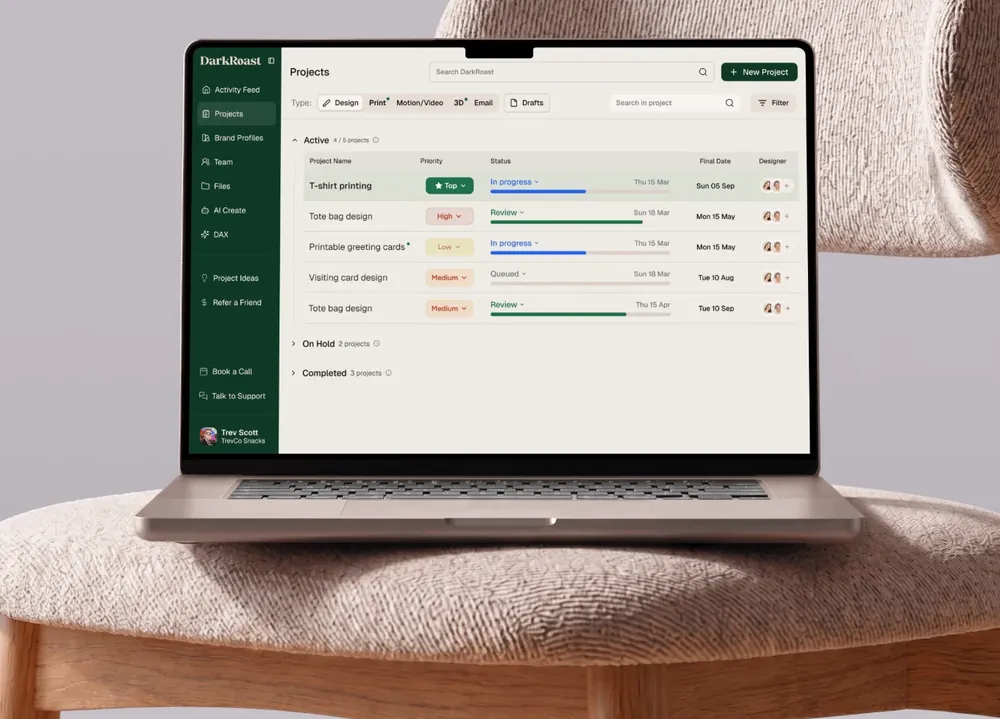 DarkRoast
Activity Feed
Projects
Brand Profiles
Team
Files
AI Create
DAX
Project Ideas
Refer a Friend
Book a Call
Talk to Support
Trev Scott
TrevCo Snacks
Projects
Search DarkRoast
+ New Project
Type: Design Print Motion/Video 3D Email Drafts
Search in project
Filter
Active 4 / 5 projects
Project Name Priority Status Final Date Designer
T-shirt printing Top In progress Thu 15 Mar Sun 05 Sep +
Tote bag design High Review Sun 18 Mar Mon 15 May +
Printable greeting cards Low In progress Thu 15 Mar Mon 15 May +
Visiting card design Medium Queued Sun 18 Mar Tue 10 Aug +
Tote bag design Medium Review Thu 15 Apr Tue 10 Sep +
On Hold 2 projects
Completed 3 projects